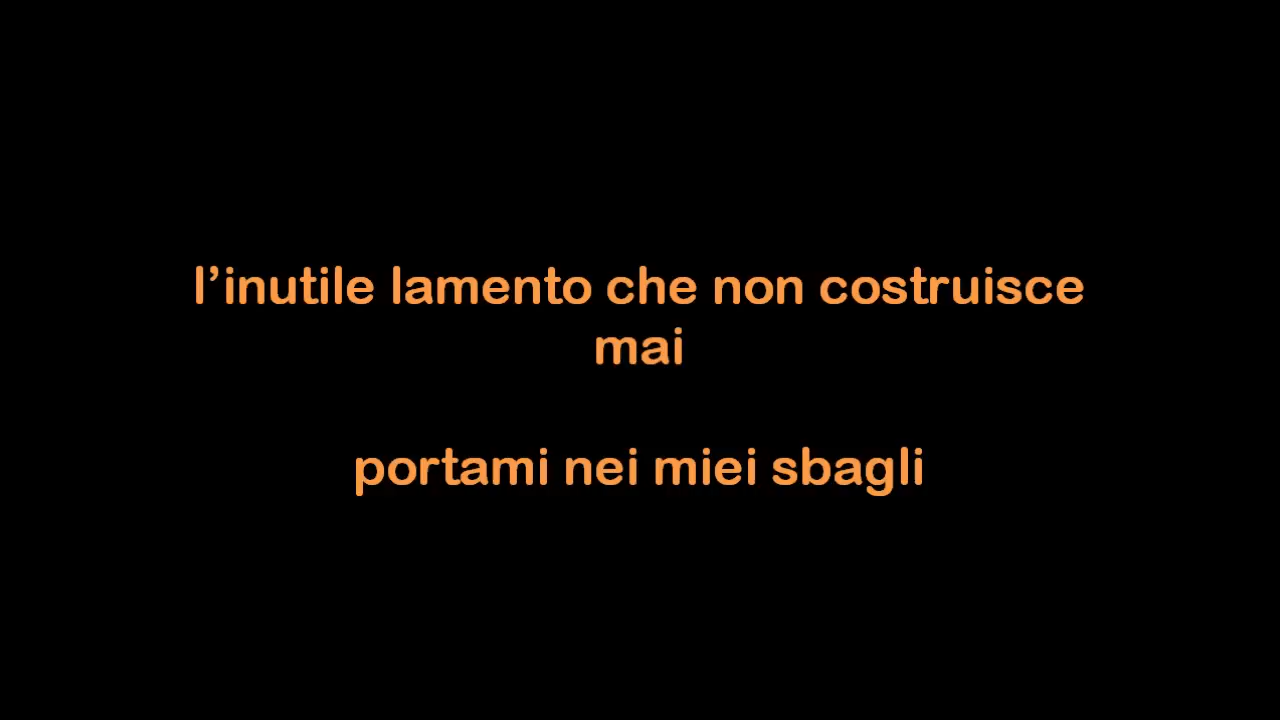 l’inutile lamento che non costruisce
mai
portami nei miei sbagli